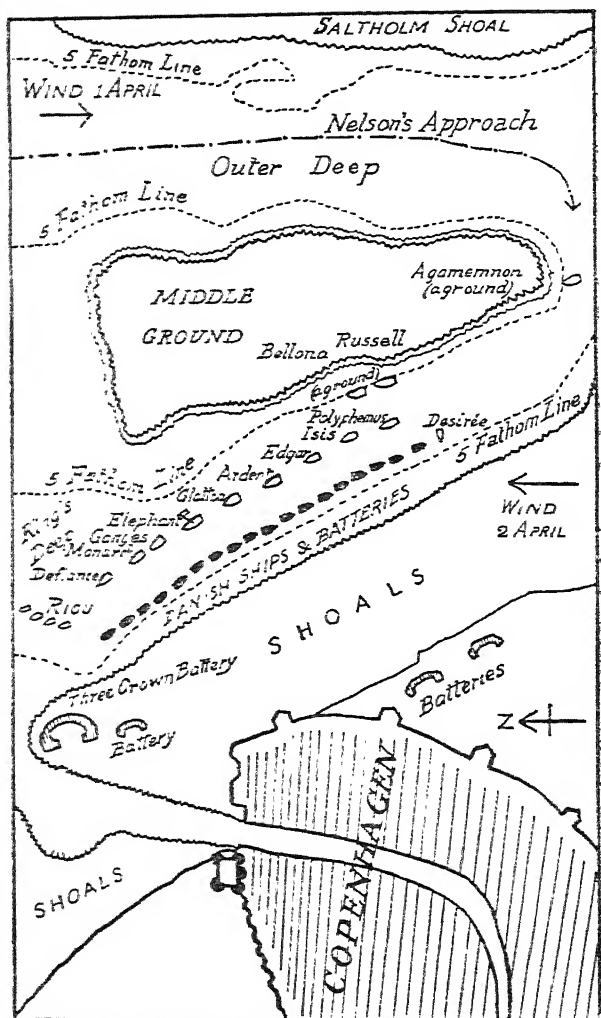 SALTHOLM SHOAL
5 Fathom Line
WIND 1 APRIL
Nelson's Approach
Outer Deep
5 Fathom Line
Agamemnon
(aground)
MIDDLE
GROUND
Bellona Russell
(aground)
Polyphemus
Isis
Desirée
5 Fathom Line
Edgar
5 Fathom Line
Ardent
Glatton
WIND
2 APRIL
King's
Deep
Elephant
Ganges
Monarch
Defiance
DANISH SHIPS & BATTERIES
RIOU
SHOALS
Three Crown Battery
Batteries
Battery
N
COPENHAGEN
SHOALS